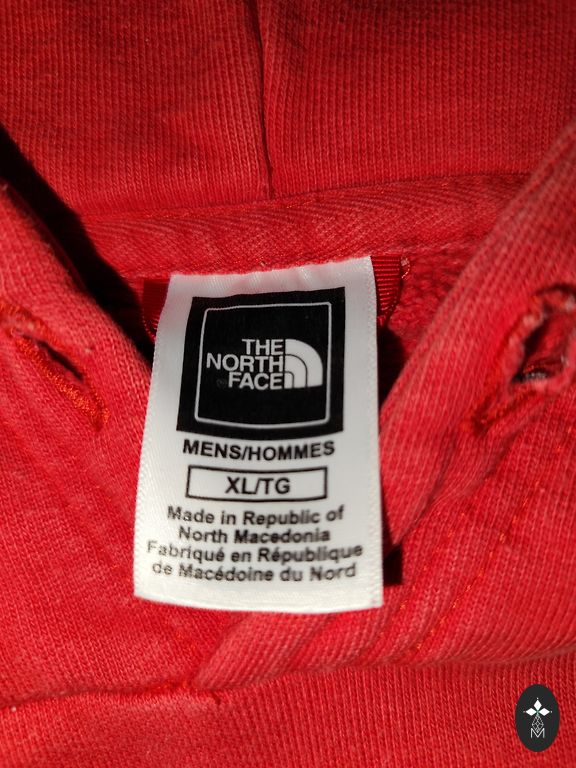 THE
NORTH
FACE
MENS/HOMMES
XL/TG
Made in Republic of
North Macedonia
Fabriqué en République
de Macédoine du Nord
M